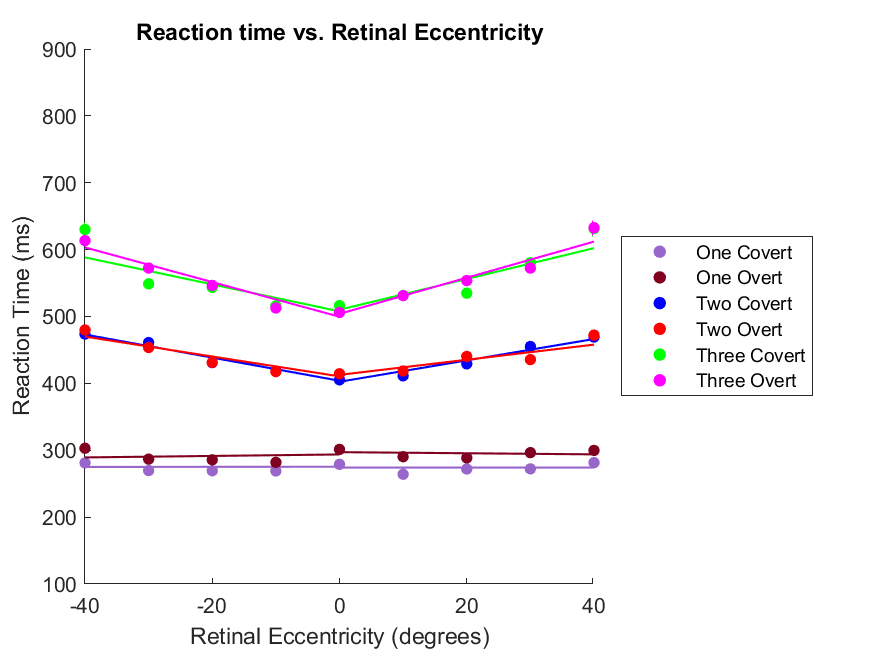 Reaction time vs. Retinal Eccentricity
900
800
700
600
500
400
300
200
100
Reaction Time (ms)
-40
-20
0
20
40
Retinal Eccentricity (degrees)
One Covert
One Overt
Two Covert
Two Overt
Three Covert
Three Overt